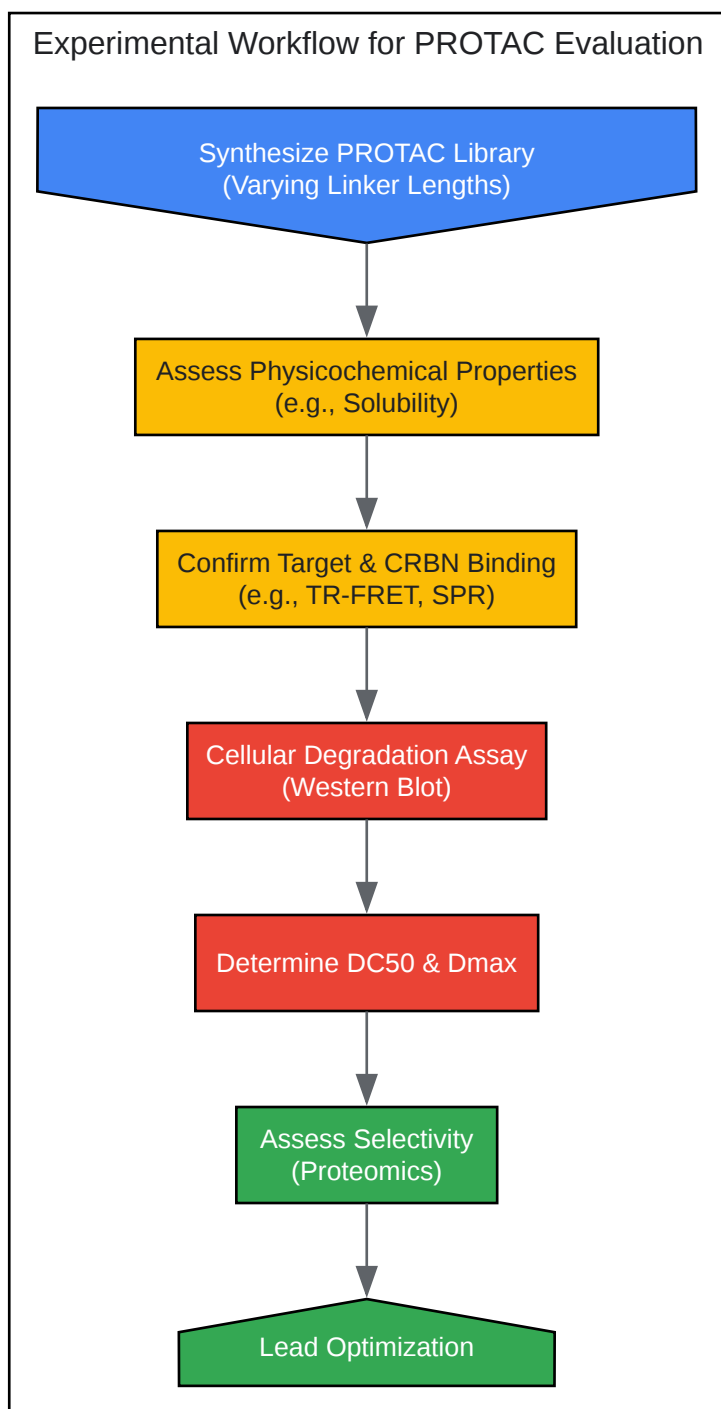 Experimental Workflow for PROTAC Evaluation
Synthesize PROTAC Library
(Varying Linker Lengths)
Assess Physicochemical Properties
(e.g., Solubility)
Confirm Target & CRBN Binding
(e.g., TR-FRET, SPR)
Cellular Degradation Assay
(Western Blot)
Determine DC50 & Dmax
Assess Selectivity
(Proteomics)
Lead Optimization